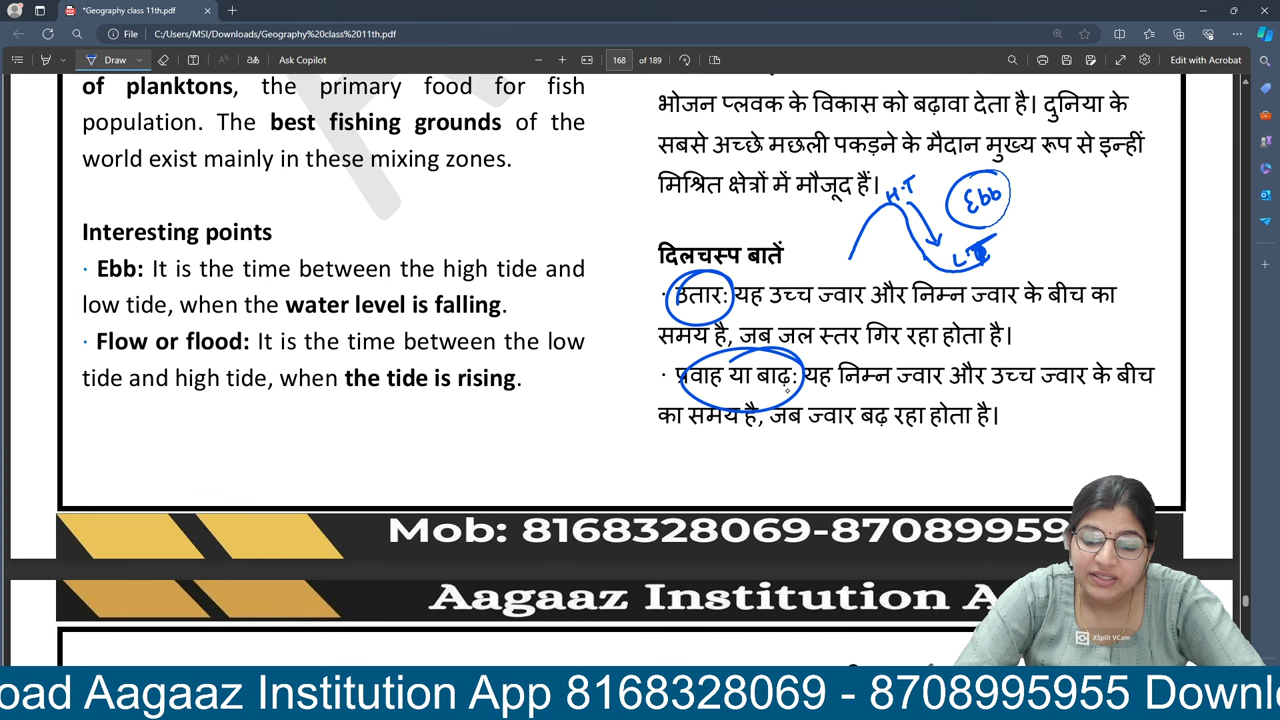 *Geography class 11th.pdf
File
C:/Users/MSI/Downloads/Geography%20class%2011th.pdf
Draw
Ask Copilot
168 of 189
Edit with Acrobat
of planktons, the primary food for fish
population. The best fishing grounds of the
world exist mainly in these mixing zones.
Interesting points
· Ebb: It is the time between the high tide and
low tide, when the water level is falling.
· Flow or flood: It is the time between the low
tide and high tide, when the tide is rising.
भोजन प्लवक के विकास को बढ़ावा देता है। दुनिया के
सबसे अच्छे मछली पकड़ने के मैदान मुख्य रूप से इन्हीं
मिश्रित क्षेत्रों में मौजूद हैं।
H.T
Ebb
L.T
दिलचस्प बातें
· उतार: यह उच्च ज्वार और निम्न ज्वार के बीच का
समय है, जब जल स्तर गिर रहा होता है।
· प्रवाह या बाढ़: यह निम्न ज्वार और उच्च ज्वार के बीच
का समय है, जब ज्वार बढ़ रहा होता है।
Mob: 8168328069-87089959
Aagaaz Institution A
XSplit VCam
oad Aagaaz Institution App 8168328069 - 8708995955 Downl